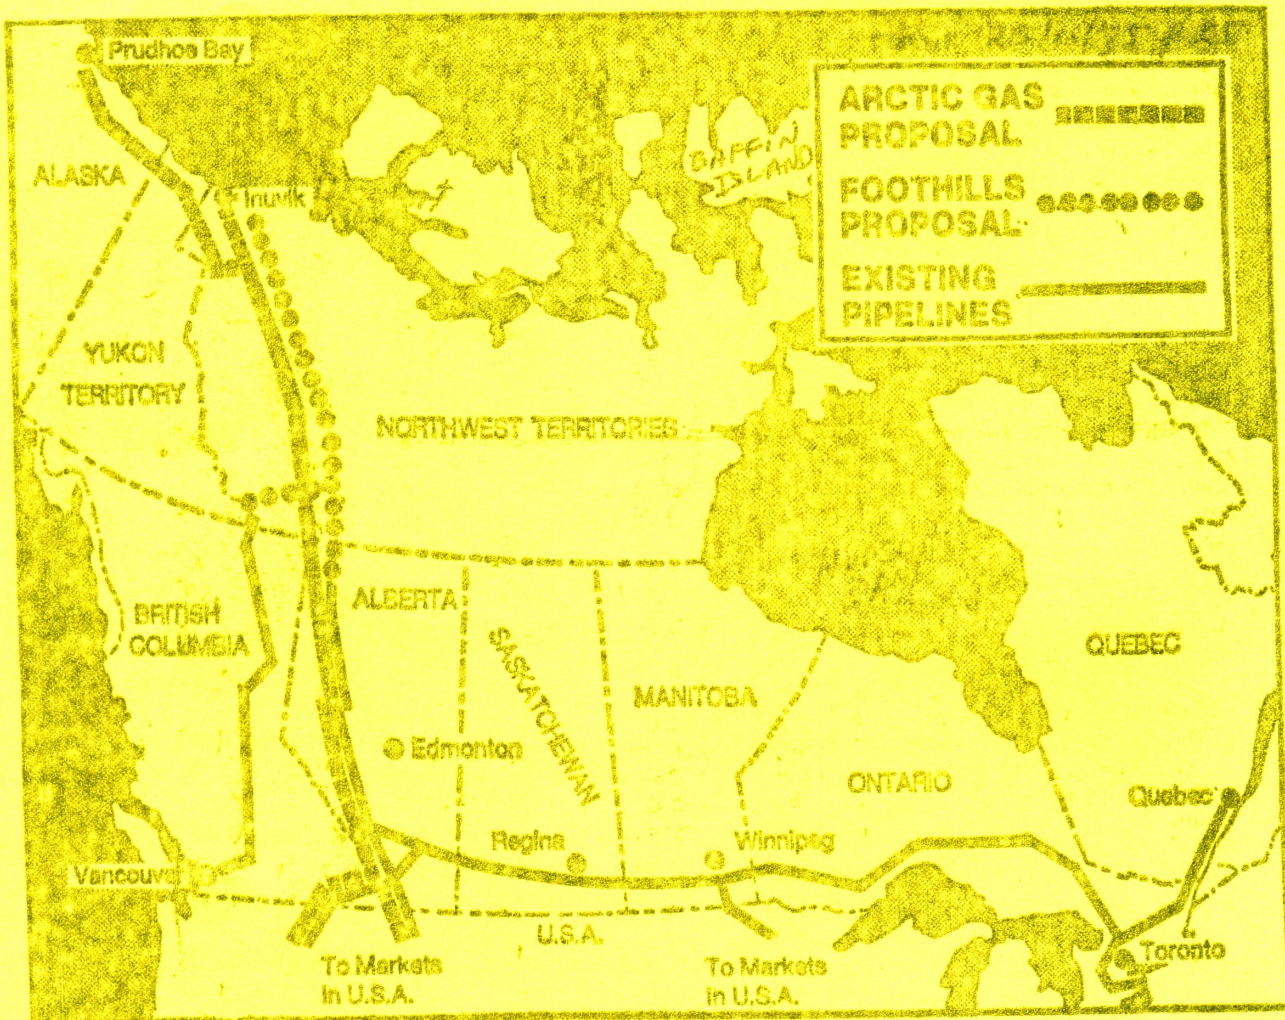 Prudhoe Bay
ARCTIC GAS
PROPOSAL
BAFFIN
ISLAND
ALASKA
Inuvik
FOOTHILLS
PROPOSAL
EXISTING
PIPELINES
YUKON
TERRITORY
NORTHWEST TERRITORIES
ALBERTA
BRITISH
COLUMBIA
SASKATCHEWAN
QUEBEC
MANITOBA
Edmonton
ONTARIO
Quebec
Regina
Winnipeg
Vancouve
U.S.A.
Toronto
To Markets
in U.S.A.
To Markets
in U.S.A.